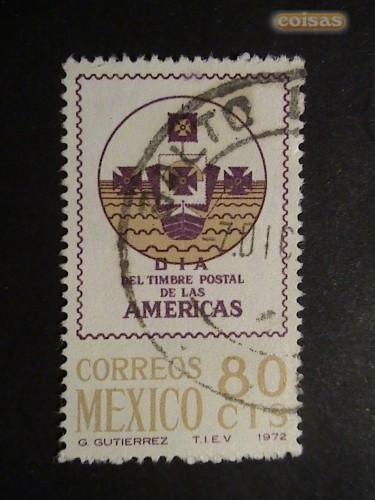 coisas
DIA
DEL TIMBRE POSTAL
DE LAS
AMERICAS
CORREOS 80
MEXICO CTS
G. GUTIERREZ T.I.E.V 1972